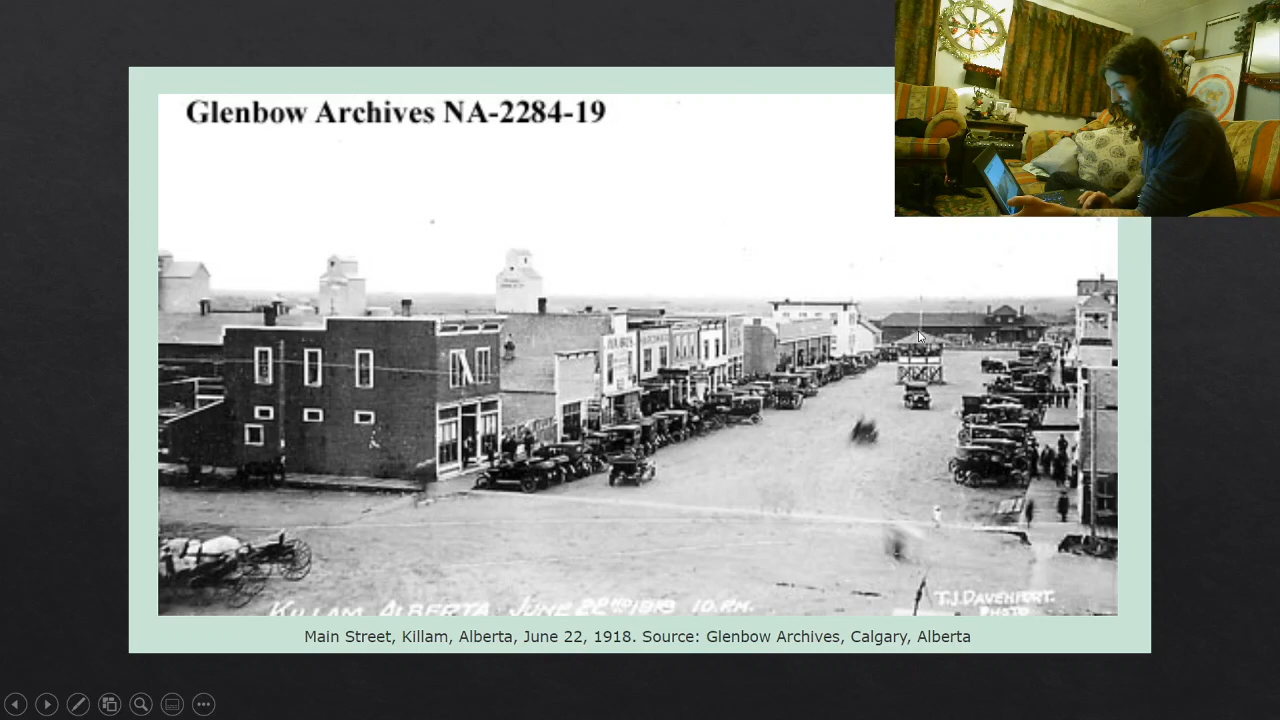 Glenbow Archives NA-2284-19
KILLAM ALBERTA JUNE 22ND 1918 10.P.M.
T.J. DAVENPORT.
PHOTO
Main Street, Killam, Alberta, June 22, 1918. Source: Glenbow Archives, Calgary, Alberta